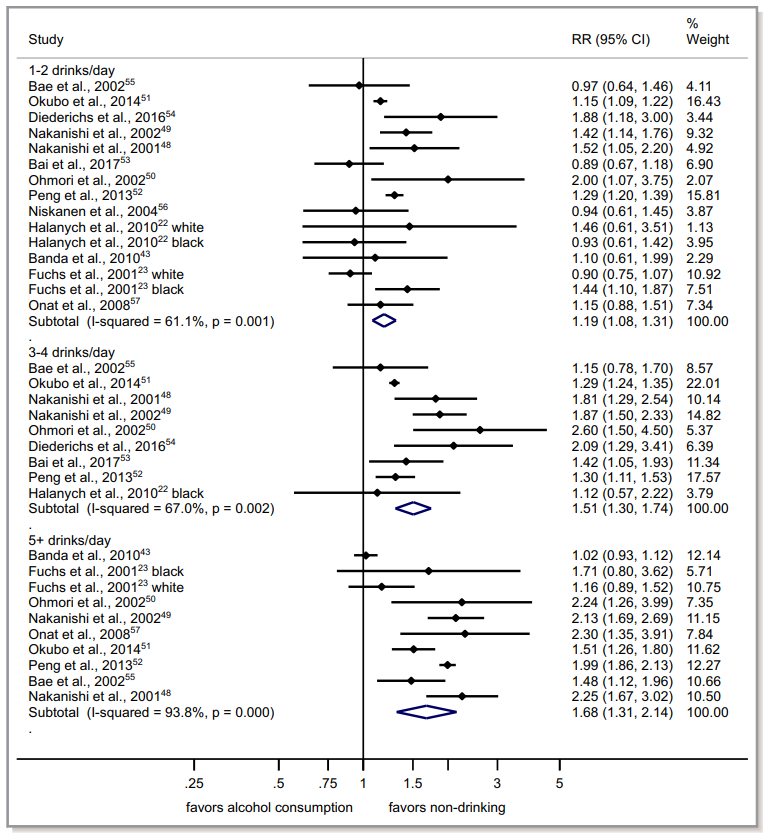 %
Study RR (95% CI) Weight
1-2 drinks/day
Bae et al., 2002⁵⁵ 0.97 (0.64, 1.46) 4.11
Okubo et al., 2014⁵¹ 1.15 (1.09, 1.22) 16.43
Diederichs et al., 2016⁵⁴ 1.88 (1.18, 3.00) 3.44
Nakanishi et al., 2002⁴⁹ 1.42 (1.14, 1.76) 9.32
Nakanishi et al., 2001⁴⁸ 1.52 (1.05, 2.20) 4.92
Bai et al., 2017⁵³ 0.89 (0.67, 1.18) 6.90
Ohmori et al., 2002⁵⁰ 2.00 (1.07, 3.75) 2.07
Peng et al., 2013⁵² 1.29 (1.20, 1.39) 15.81
Niskanen et al., 2004⁵⁶ 0.94 (0.61, 1.45) 3.87
Halanych et al., 2010²² white 1.46 (0.61, 3.51) 1.13
Halanych et al., 2010²² black 0.93 (0.61, 1.42) 3.95
Banda et al., 2010⁴³ 1.10 (0.61, 1.99) 2.29
Fuchs et al., 2001²³ white 0.90 (0.75, 1.07) 10.92
Fuchs et al., 2001²³ black 1.44 (1.10, 1.87) 7.51
Onat et al., 2008⁵⁷ 1.15 (0.88, 1.51) 7.34
Subtotal (I-squared = 61.1%, p = 0.001) 1.19 (1.08, 1.31) 100.00
.
3-4 drinks/day
Bae et al., 2002⁵⁵ 1.15 (0.78, 1.70) 8.57
Okubo et al., 2014⁵¹ 1.29 (1.24, 1.35) 22.01
Nakanishi et al., 2001⁴⁸ 1.81 (1.29, 2.54) 10.14
Nakanishi et al., 2002⁴⁹ 1.87 (1.50, 2.33) 14.82
Ohmori et al., 2002⁵⁰ 2.60 (1.50, 4.50) 5.37
Diederichs et al., 2016⁵⁴ 2.09 (1.29, 3.41) 6.39
Bai et al., 2017⁵³ 1.42 (1.05, 1.93) 11.34
Peng et al., 2013⁵² 1.30 (1.11, 1.53) 17.57
Halanych et al., 2010²² black 1.12 (0.57, 2.22) 3.79
Subtotal (I-squared = 67.0%, p = 0.002) 1.51 (1.30, 1.74) 100.00
.
5+ drinks/day
Banda et al., 2010⁴³ 1.02 (0.93, 1.12) 12.14
Fuchs et al., 2001²³ black 1.71 (0.80, 3.62) 5.71
Fuchs et al., 2001²³ white 1.16 (0.89, 1.52) 10.75
Ohmori et al., 2002⁵⁰ 2.24 (1.26, 3.99) 7.35
Nakanishi et al., 2002⁴⁹ 2.13 (1.69, 2.69) 11.15
Onat et al., 2008⁵⁷ 2.30 (1.35, 3.91) 7.84
Okubo et al., 2014⁵¹ 1.51 (1.26, 1.80) 11.62
Peng et al., 2013⁵² 1.99 (1.86, 2.13) 12.27
Bae et al., 2002⁵⁵ 1.48 (1.12, 1.96) 10.66
Nakanishi et al., 2001⁴⁸ 2.25 (1.67, 3.02) 10.50
Subtotal (I-squared = 93.8%, p = 0.000) 1.68 (1.31, 2.14) 100.00
.
.25 .5 .75 1 1.5 3 5
favors alcohol consumption favors non-drinking